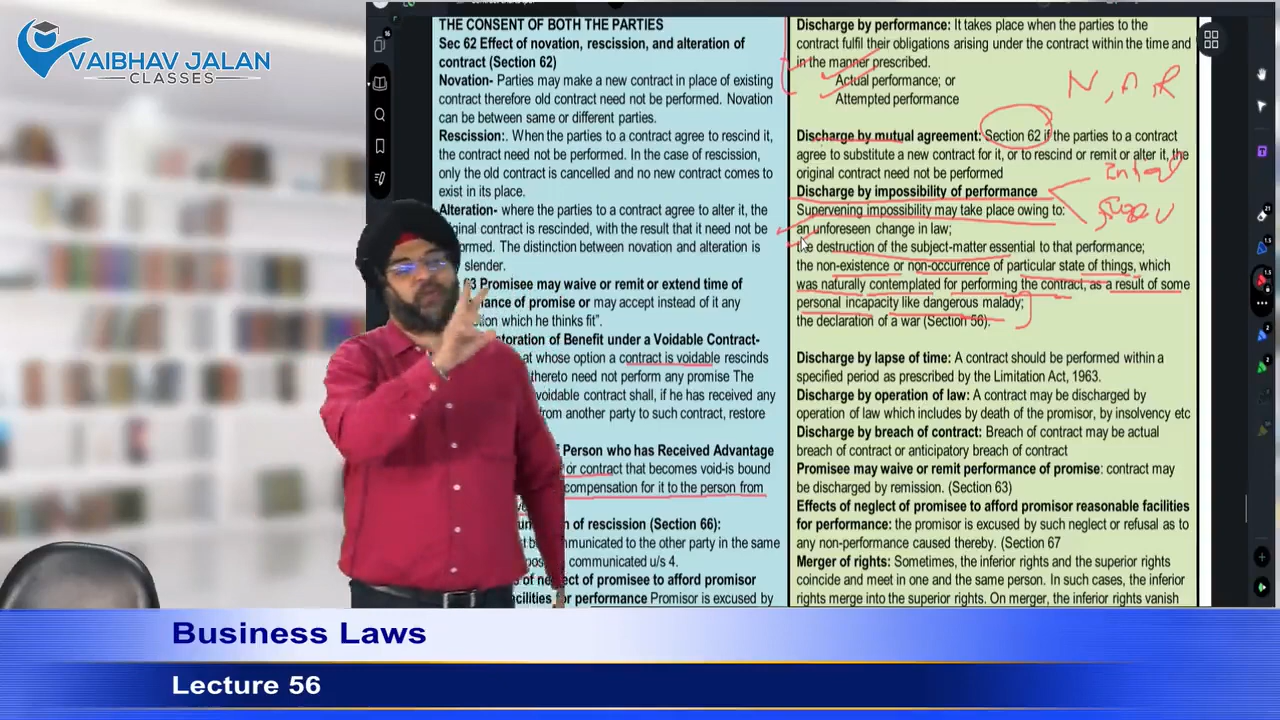 VAIBHAV JALAN
CLASSES
THE CONSENT OF BOTH THE PARTIES
Sec 62 Effect of novation, rescission, and alteration of
contract (Section 62)
Novation- Parties may make a new contract in place of existing
contract therefore old contract need not be performed. Novation
can be between same or different parties.
Rescission:. When the parties to a contract agree to rescind it,
the contract need not be performed. In the case of rescission,
only the old contract is cancelled and no new contract comes to
exist in its place.
Alteration- where the parties to a contract agree to alter it, the
original contract is rescinded, with the result that it need not be
ormed. The distinction between novation and alteration is
slender.
3 Promisee may waive or remit or extend time of
ance of promise or may accept instead of it any
ction which he thinks fit".
toration of Benefit under a Voidable Contract-
at whose option a contract is voidable rescinds
thereto need not perform any promise The
voidable contract shall, if he has received any
from another party to such contract, restore
f Person who has Received Advantage
or contract that becomes void-is bound
compensation for it to the person from
n of rescission (Section 66):
mmunicated to the other party in the same
communicated u/s 4.
of neglect of promisee to afford promisor
cilities for performance Promisor is excused by
Discharge by performance: It takes place when the parties to the
contract fulfil their obligations arising under the contract within the time and
in the manner prescribed.
Actual performance; or
Attempted performance
N, A, R
Discharge by mutual agreement: Section 62 if the parties to a contract
agree to substitute a new contract for it, or to rescind or remit or alter it, the
original contract need not be performed
Discharge by impossibility of performance
Supervening impossibility may take place owing to:
an unforeseen change in law;
the destruction of the subject-matter essential to that performance;
the non-existence or non-occurrence of particular state of things, which
was naturally contemplated for performing the contract, as a result of some
personal incapacity like dangerous malady;
the declaration of a war (Section 56).
Discharge by lapse of time: A contract should be performed within a
specified period as prescribed by the Limitation Act, 1963.
Discharge by operation of law: A contract may be discharged by
operation of law which includes by death of the promisor, by insolvency etc
Discharge by breach of contract: Breach of contract may be actual
breach of contract or anticipatory breach of contract
Promisee may waive or remit performance of promise: contract may
be discharged by remission. (Section 63)
Effects of neglect of promisee to afford promisor reasonable facilities
for performance: the promisor is excused by such neglect or refusal as to
any non-performance caused thereby. (Section 67
Merger of rights: Sometimes, the inferior rights and the superior rights
coincide and meet in one and the same person. In such cases, the inferior
rights merge into the superior rights. On merger, the inferior rights vanish
Business Laws
Lecture 56